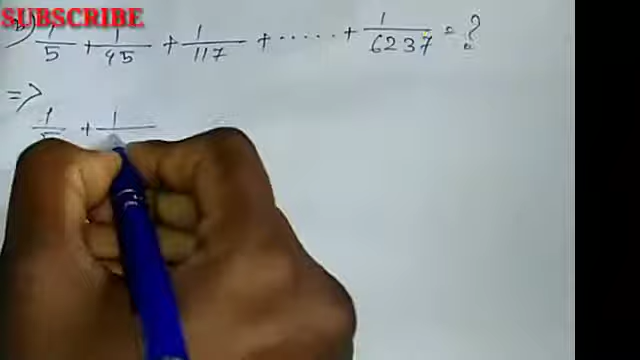 SUBSCRIBE
1/5 + 1/45 + 1/117 + ..... + 1/6237 = ?
=>
1/5 + 1/